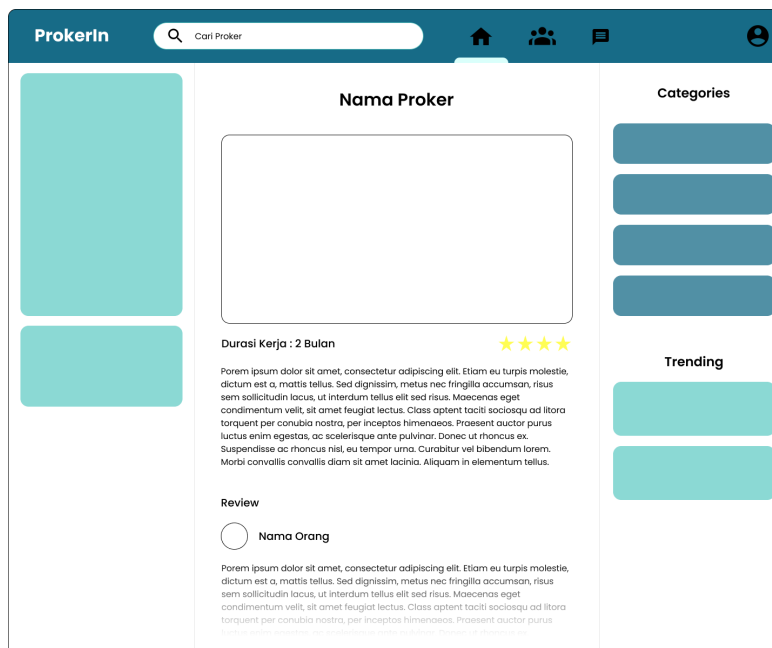 ProkerIn
Cari Proker
Nama Proker
Durasi Kerja : 2 Bulan
Porem ipsum dolor sit amet, consectetur adipiscing elit. Etiam eu turpis molestie,
dictum est a, mattis tellus. Sed dignissim, metus nec fringilla accumsan, risus
sem sollicitudin lacus, ut interdum tellus elit sed risus. Maecenas eget
condimentum velit, sit amet feugiat lectus. Class aptent taciti sociosqu ad litora
torquent per conubia nostra, per inceptos himenaeos. Praesent auctor purus
luctus enim egestas, ac scelerisque ante pulvinar. Donec ut rhoncus ex.
Suspendisse ac rhoncus nisl, eu tempor urna. Curabitur vel bibendum lorem.
Morbi convallis convallis diam sit amet lacinia. Aliquam in elementum tellus.
Review
Nama Orang
Porem ipsum dolor sit amet, consectetur adipiscing elit. Etiam eu turpis molestie,
dictum est a, mattis tellus. Sed dignissim, metus nec fringilla accumsan, risus
sem sollicitudin lacus, ut interdum tellus elit sed risus. Maecenas eget
condimentum velit, sit amet feugiat lectus. Class aptent taciti sociosqu ad litora
torquent per conubia nostra, per inceptos himenaeos. Praesent auctor purus
Categories
Trending